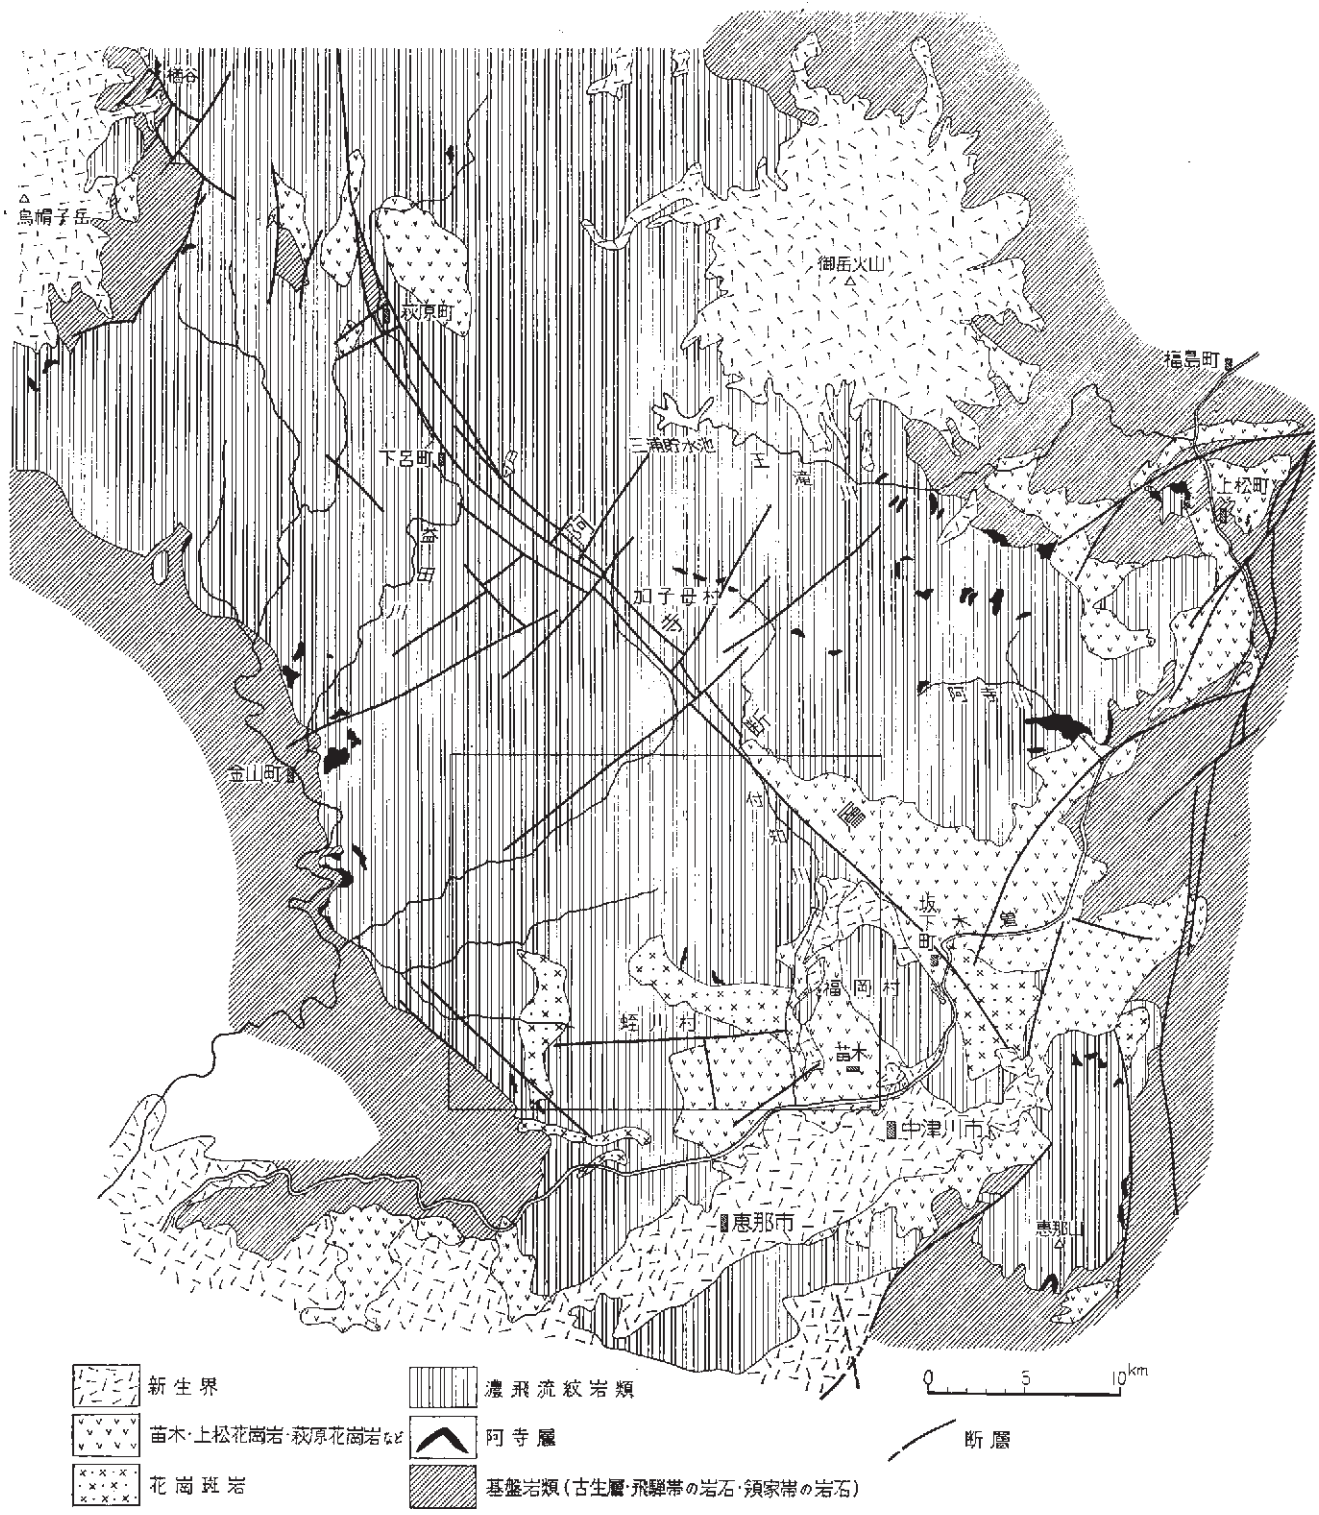 楢谷
烏帽子岳
御岳火山
萩原町
福島町
三浦貯水池
王滝川
下呂町
上松町
益田川
阿寺断層
加子母村
阿寺川
金山町
付知川
坂下町
木曽川
福岡村
蛭川村
苗木
中津川市
恵那市
恵那山
新生界
濃飛流紋岩類
0 5 10km
苗木・上松花崗岩・萩原花崗岩など
阿寺層
断層
花崗斑岩
基盤岩類(古生層・飛騨帯の岩石・領家帯の岩石)